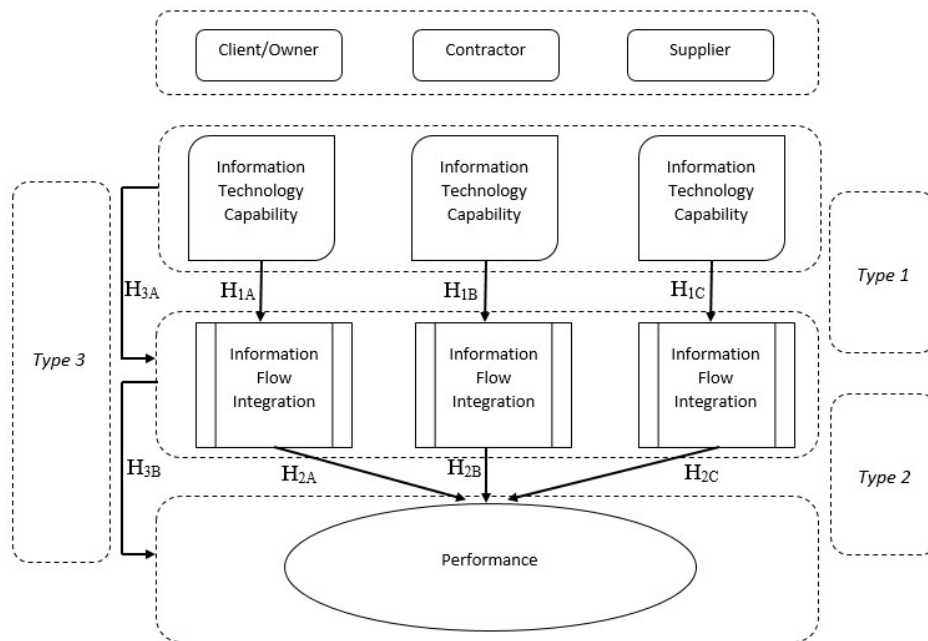 Client/Owner
Contractor
Supplier
Information
Technology
Capability
Information
Technology
Capability
Information
Technology
Capability
Type 1
H3A
H1A
H1B
H1C
Type 3
Information
Flow
Integration
Information
Flow
Integration
Information
Flow
Integration
Type 2
H3B
H2A
H2B
H2C
Performance